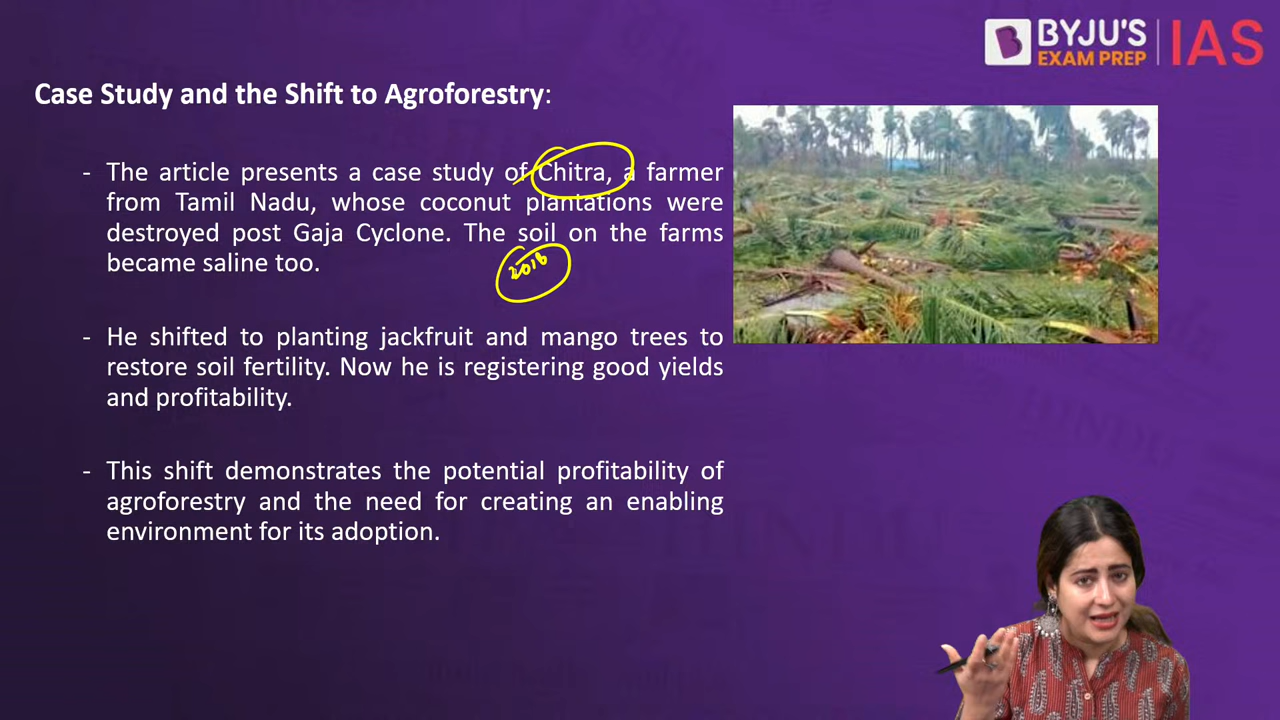 BYJU'S
EXAM PREP
IAS
Case Study and the Shift to Agroforestry:
- The article presents a case study of Chitra, a farmer
from Tamil Nadu, whose coconut plantations were
destroyed post Gaja Cyclone. The soil on the farms
became saline too.
2018
- He shifted to planting jackfruit and mango trees to
restore soil fertility. Now he is registering good yields
and profitability.
- This shift demonstrates the potential profitability of
agroforestry and the need for creating an enabling
environment for its adoption.